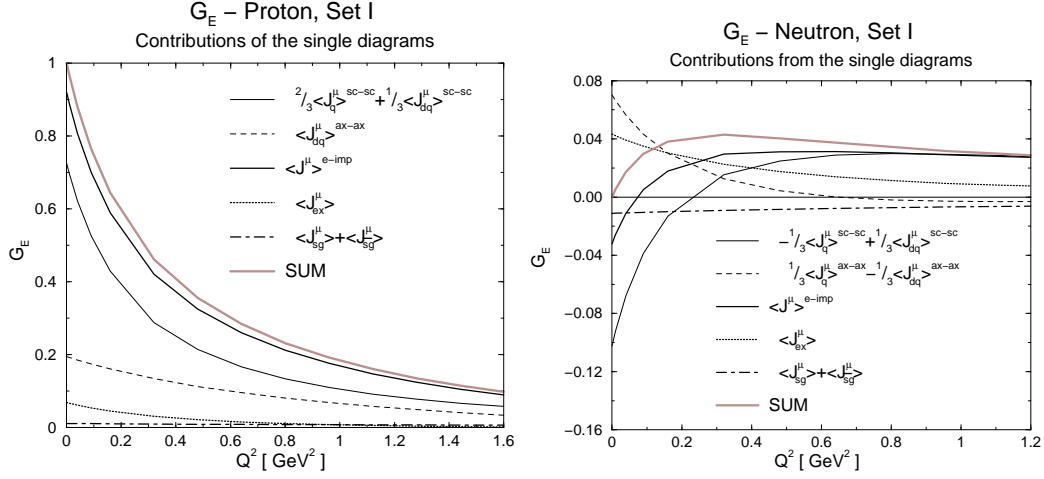 G_E – Proton, Set I
Contributions of the single diagrams
1
0.8
0.6
0.4
0.2
0
G_E
²/₃<J_q^μ>^sc−sc+¹/₃<J_dq^μ>^sc−sc
<J_dq^μ>^ax−ax
<J^μ>^e−imp
<J_ex^μ>
<J_sg^μ>+<J_s̅g̅^μ>
SUM
0 0.2 0.4 0.6 0.8 1 1.2 1.4 1.6
Q² [ GeV² ]
G_E – Neutron, Set I
Contributions from the single diagrams
0.08
0.04
0.00
−0.04
−0.08
−0.12
−0.16
G_E
−¹/₃<J_q^μ>^sc−sc+¹/₃<J_dq^μ>^sc−sc
¹/₃<J_q^μ>^ax−ax−¹/₃<J_dq^μ>^ax−ax
<J^μ>^e−imp
<J_ex^μ>
<J_sg^μ>+<J_s̅g̅^μ>
SUM
0 0.2 0.4 0.6 0.8 1 1.2
Q² [ GeV² ]